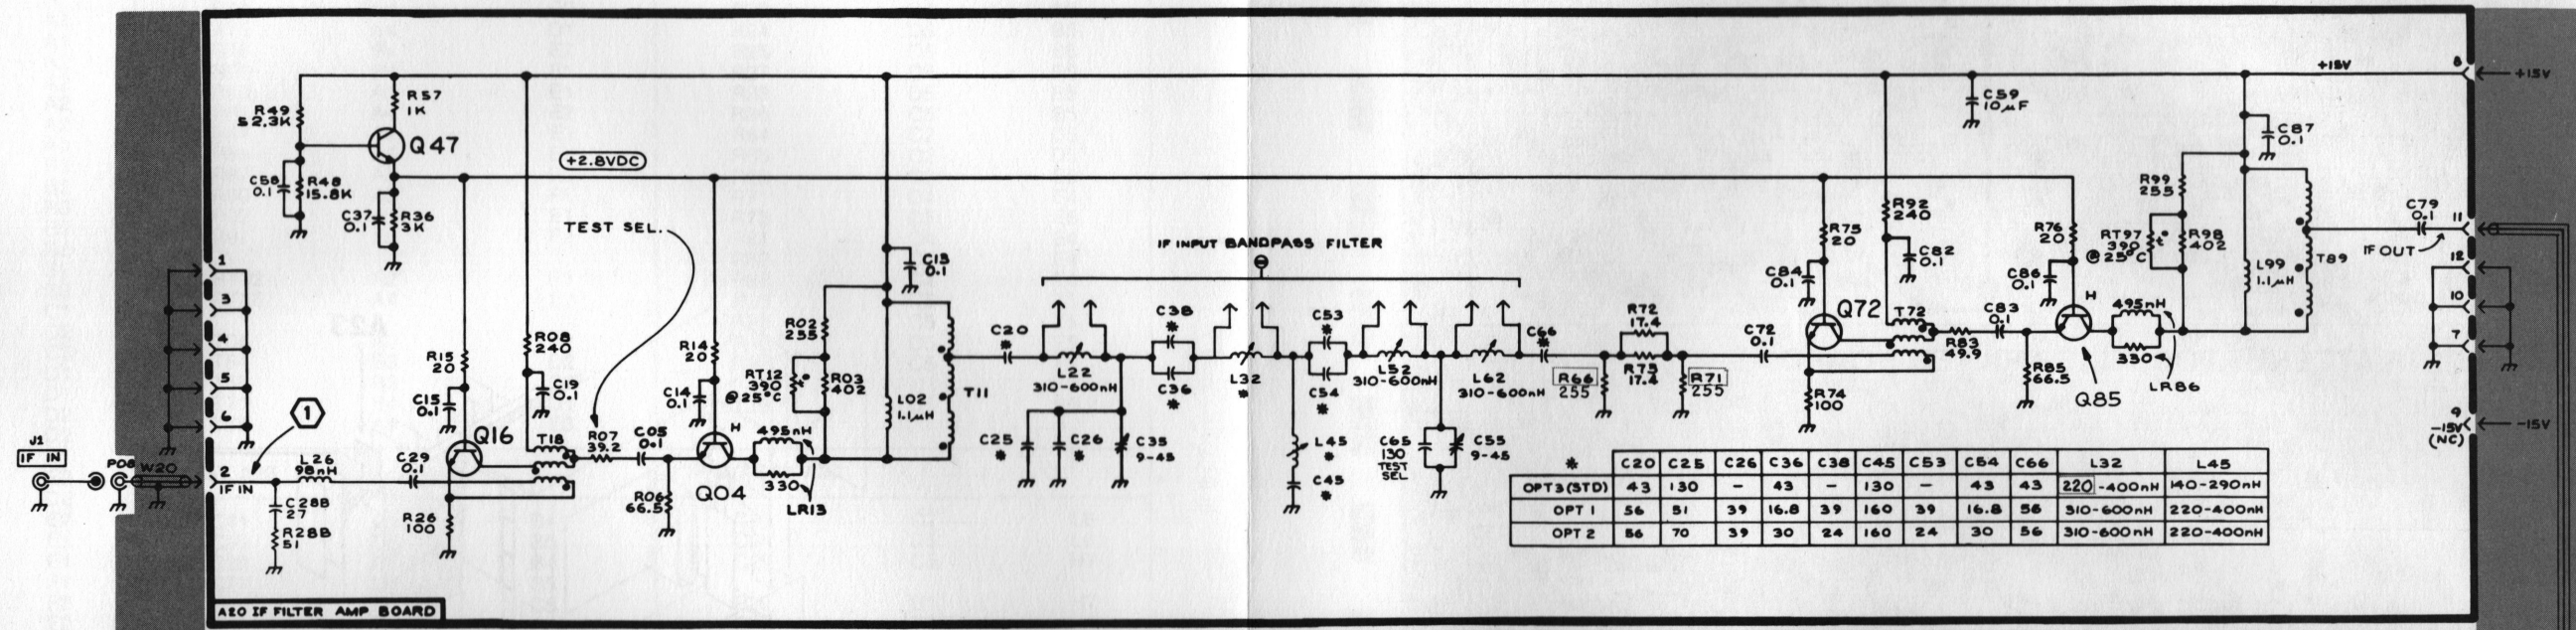 +15V
8
+15V
R57
1K
R49
52.3K
C59
10μF
Q47
+2.8VDC
C87
0.1
C58
0.1
R48
15.8K
R99
255
C37
0.1
R36
3K
TEST SEL.
R92
240
R75
20
R76
20
C79
0.1
11
RT97
390
@ 25°C
t°
R98
402
IF INPUT BANDPASS FILTER
IF OUT
T89
12
C82
0.1
C84
0.1
C86
0.1
L99
1.1μH
1
3
4
5
6
C13
0.1
10
7
H
495nH
330
LR86
Q72
T72
C83
0.1
R83
49.9
R85
66.5
Q85
R02
255
C20
*
C38
*
C36
*
C53
*
C54
*
C66
*
R72
17.4
R73
17.4
C72
0.1
R08
240
R15
20
R14
20
RT12
390
@ 25°C
t°
R03
402
T11
L22
310-600nH
L32
*
L52
310-600nH
L62
310-600nH
R66
255
R71
255
R74
100
C15
0.1
C19
0.1
C14
0.1
L02
1.1μH
9
-15V
(NC)
-15V
1
Q16
T18
R07
39.2
C05
0.1
H
495nH
330
LR13
C25
*
C26
*
C35
9-45
L45
*
C45
*
C65
130
TEST
SEL
C55
9-45
J1
IF IN
P08
W20
2
IF IN
L26
98nH
C29
0.1
R06
66.5
Q04
C28B
27
R28B
51
R26
100
* C20 C25 C26 C36 C38 C45 C53 C54 C66 L32 L45
OPT3(STD) 43 130 - 43 - 130 - 43 43 220-400nH 140-290nH
OPT 1 56 51 39 16.8 39 160 39 16.8 56 310-600nH 220-400nH
OPT 2 56 70 39 30 24 160 24 30 56 310-600nH 220-400nH
A20 IF FILTER AMP BOARD